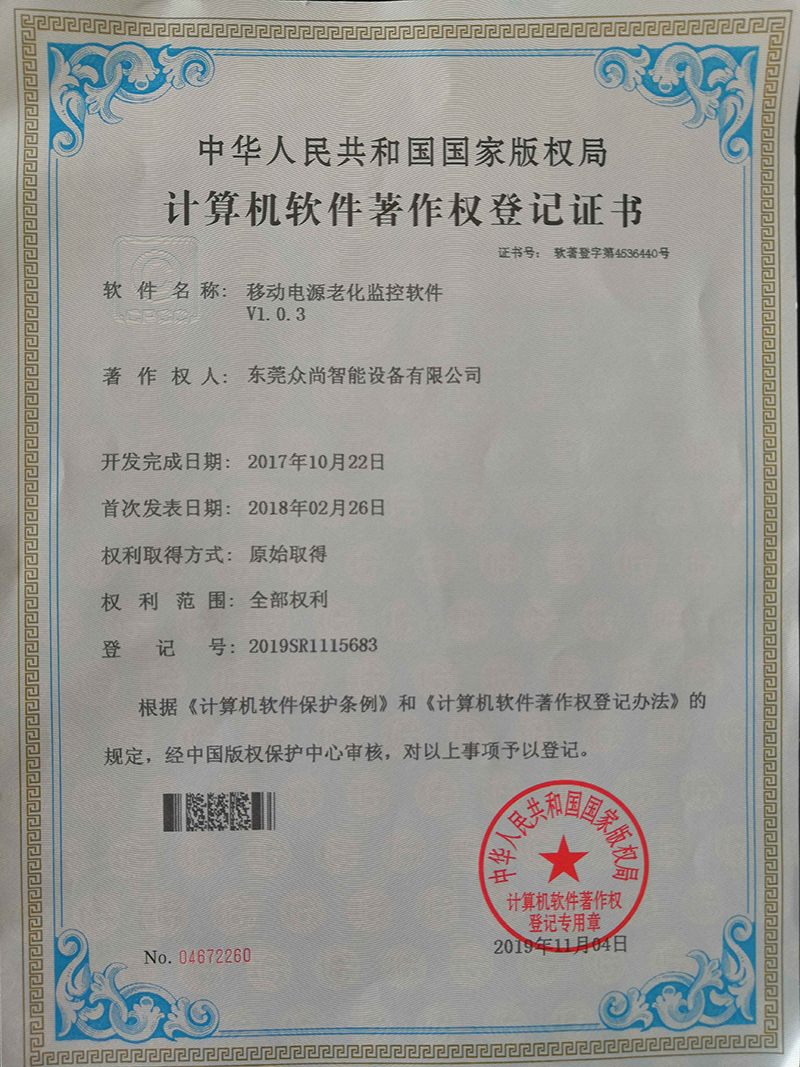 中华人民共和国国家版权局
计算机软件著作权登记证书
证书号： 软著登字第4536440号
软件名称： 移动电源老化监控软件
V1.0.3
著作权人： 东莞众尚智能设备有限公司
开发完成日期： 2017年10月22日
首次发表日期： 2018年02月26日
权利取得方式： 原始取得
权利范围： 全部权利
登记号： 2019SR1115683
根据《计算机软件保护条例》和《计算机软件著作权登记办法》的
规定，经中国版权保护中心审核，对以上事项予以登记。
中华人民共和国国家版权局
计算机软件著作权
登记专用章
No. 04672260
2019年11月04日